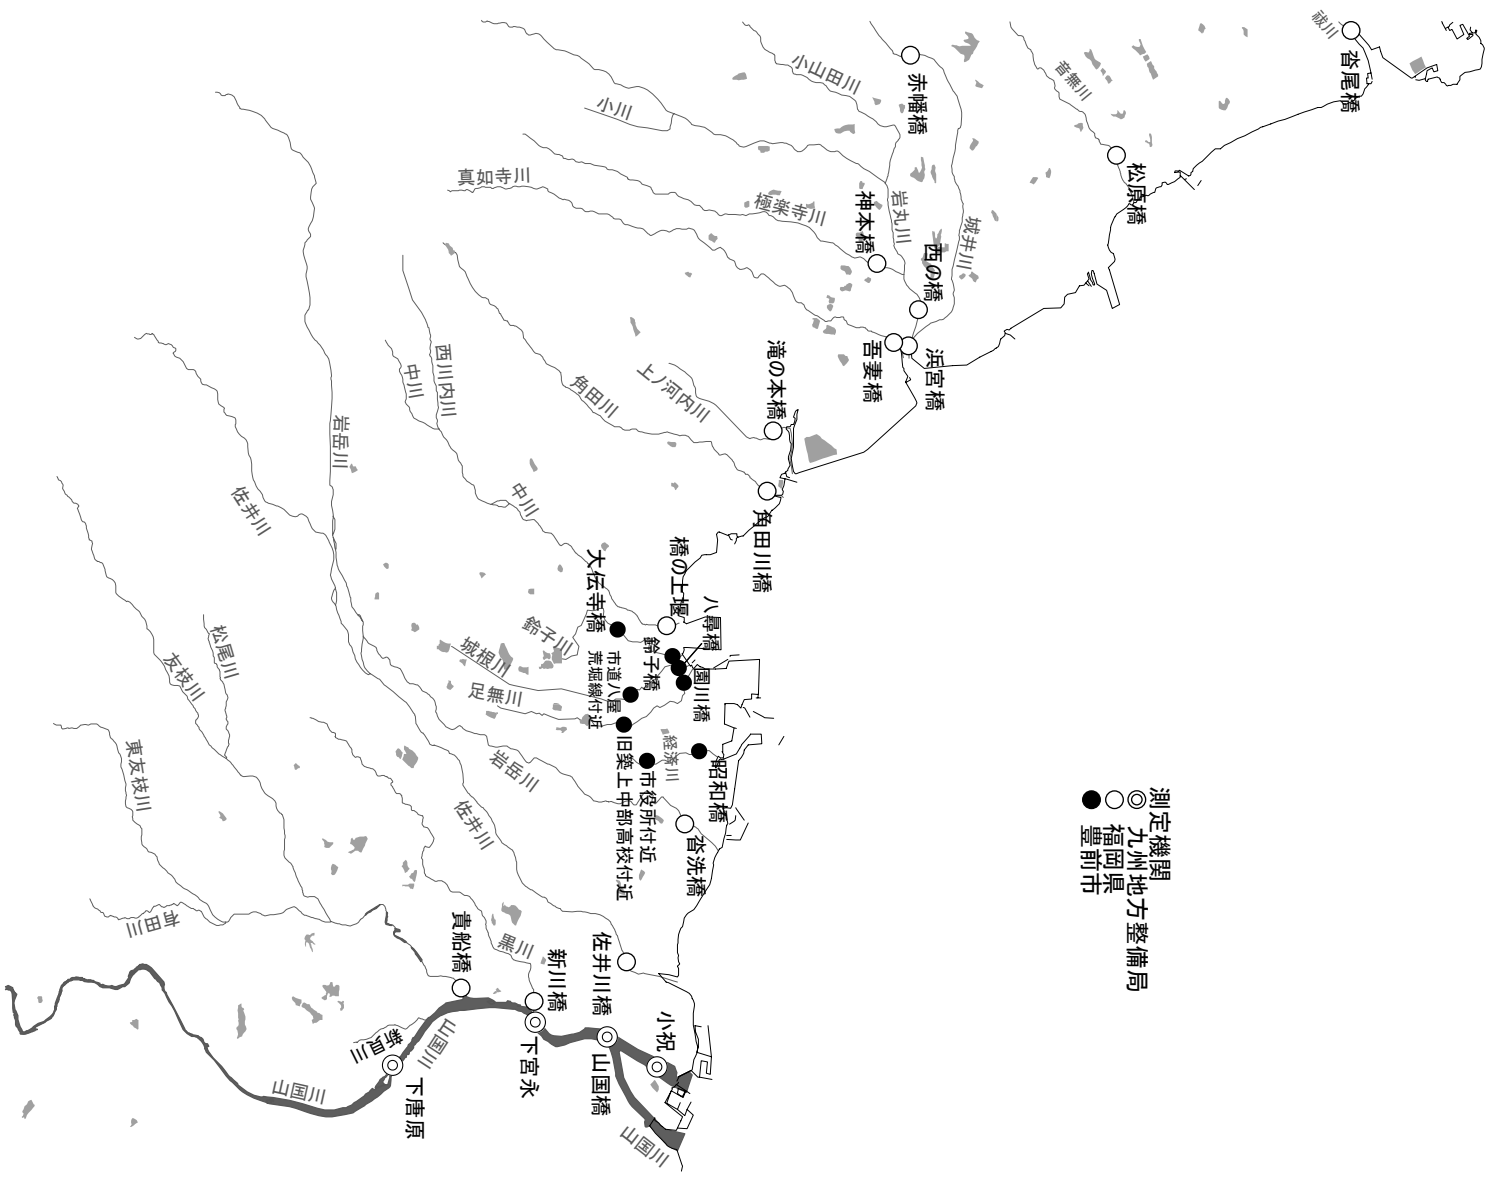 祓川
沓尾橋
音無川
松原橋
小山田川
赤幡橋
小川
真如寺川
極楽寺川
神本橋
岩丸川
城井川
西の橋
吾妻橋
浜宮橋
滝の本橋
上ノ河内川
角田川
角田川橋
西川内川
中川
中川
岩岳川
佐井川
橋の上堰
大伝寺橋
八尋橋
鈴子橋
鈴子川
園川橋
城根川
市道八屋
荒堀線付近
足無川
旧築上中部高校付近
市役所付近
経済川
昭和橋
沓洗橋
岩岳川
佐井川
松尾川
友枝川
東友枝川
有田川
貴船橋
黒川
新川橋
佐井川橋
小祝
下宮永
山国橋
山国川
新貝川
山国川
下唐原
山国川
測定機関
九州地方整備局
福岡県
豊前市